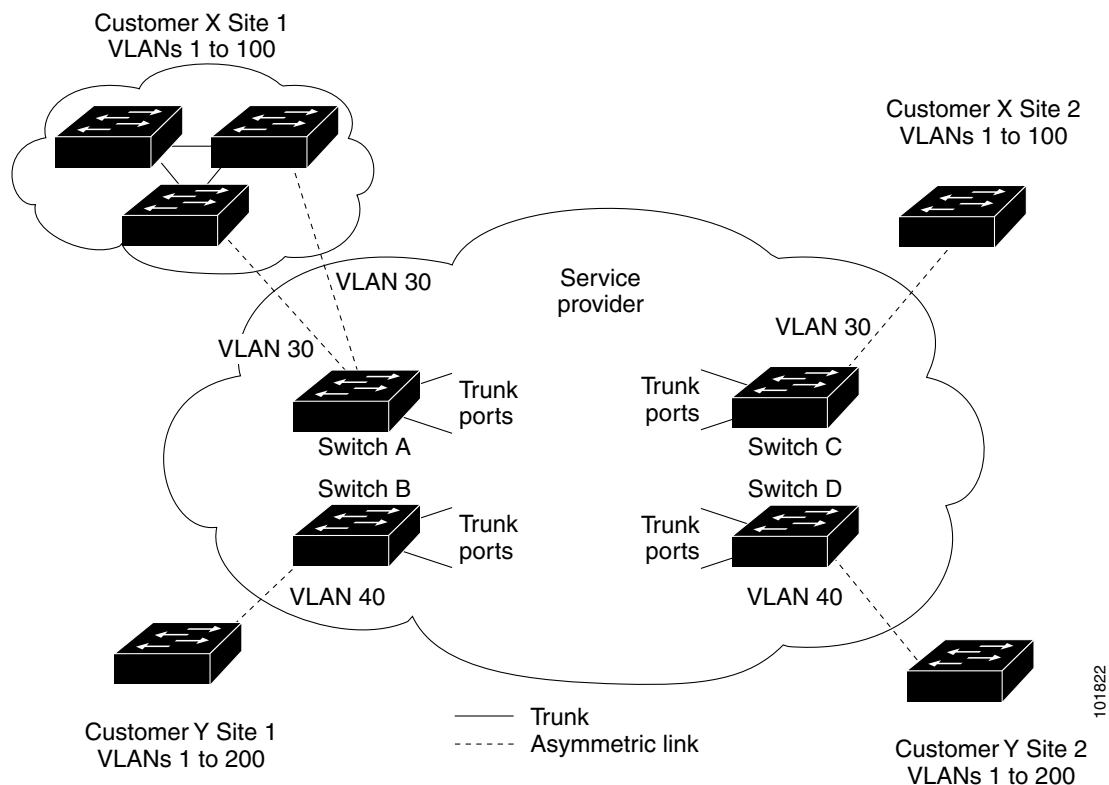 Customer X Site 1
VLANs 1 to 100
Customer X Site 2
VLANs 1 to 100
VLAN 30
Service
provider
VLAN 30
VLAN 30
Trunk
ports
Trunk
ports
Switch A
Switch C
Switch B
Switch D
Trunk
ports
Trunk
ports
VLAN 40
VLAN 40
Customer Y Site 1
VLANs 1 to 200
Trunk
Asymmetric link
Customer Y Site 2
VLANs 1 to 200
101822